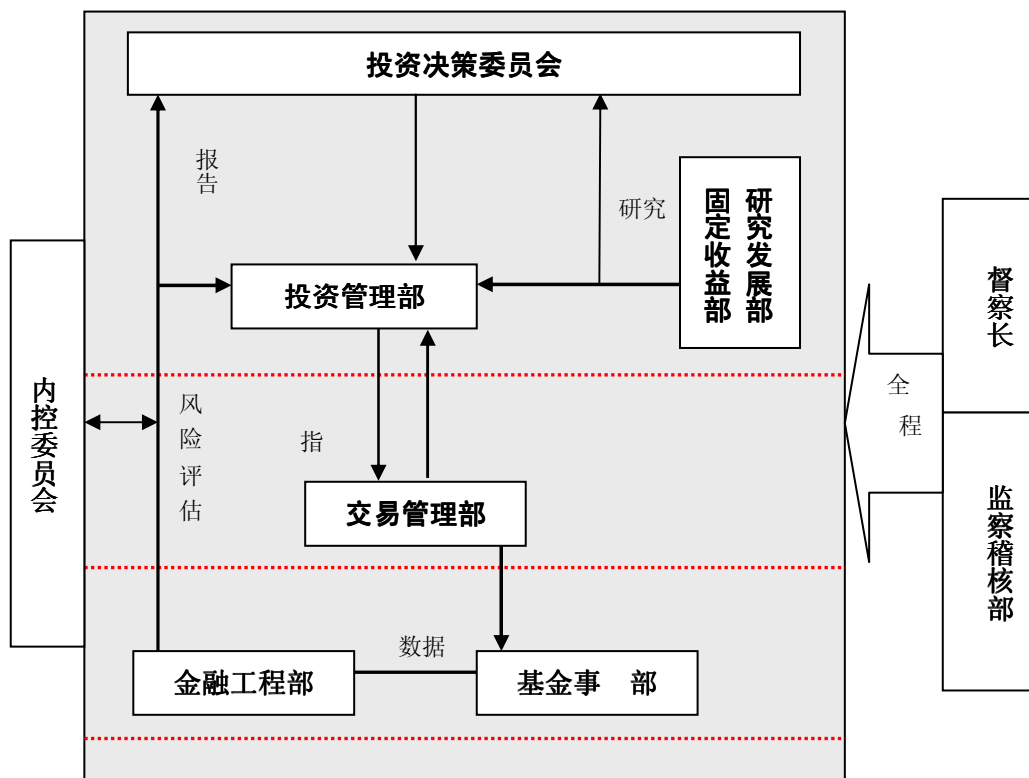 投资决策委员会
报告
研究
研究发展部
固定收益部
投资管理部
督察长
全程
内控委员会
风险评估
指
交易管理部
监察稽核部
数据
金融工程部
基金事 部